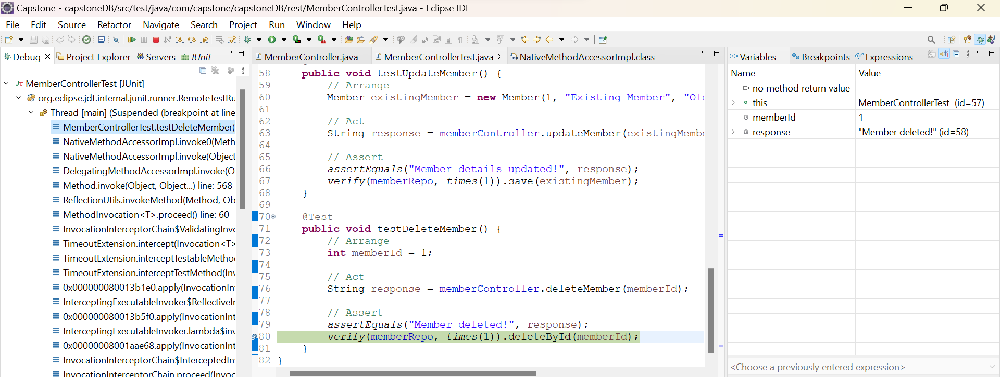 Capstone - capstoneDB/src/test/java/com/capstone/capstoneDB/rest/MemberControllerTest.java - Eclipse IDE
File Edit Source Refactor Navigate Search Project Run Window Help
Debug Project Explorer Servers JUnit
MemberControllerTest [JUnit]
org.eclipse.jdt.internal.junit.runner.RemoteTestRu
Thread [main] (Suspended (breakpoint at line
MemberControllerTest.testDeleteMember(
NativeMethodAccessorImpl.invoke0(Meth
NativeMethodAccessorImpl.invoke(Object
DelegatingMethodAccessorImpl.invoke(O
Method.invoke(Object, Object...) line: 568
ReflectionUtils.invokeMethod(Method, Ob
MethodInvocation<T>.proceed() line: 60
InvocationInterceptorChain$ValidatingInvo
TimeoutExtension.intercept(Invocation<T>
TimeoutExtension.interceptTestableMetho
TimeoutExtension.interceptTestMethod(Inv
0x000000080013b1e0.apply(InvocationInt
InterceptingExecutableInvoker$ReflectiveIn
0x000000080013b5f0.apply(InvocationInt
InterceptingExecutableInvoker.lambda$inv
0x00000008001aae68.apply(InvocationInt
InvocationInterceptorChain$InterceptedInv
InvocationInterceptorChain.proceed(Invoc
MemberController.java MemberControllerTest.java NativeMethodAccessorImpl.class
58 public void testUpdateMember() {
59 // Arrange
60 Member existingMember = new Member(1, "Existing Member", "Old
61
62 // Act
63 String response = memberController.updateMember(existingMembe
64
65 // Assert
66 assertEquals("Member details updated!", response);
67 verify(memberRepo, times(1)).save(existingMember);
68 }
69
70 @Test
71 public void testDeleteMember() {
72 // Arrange
73 int memberId = 1;
74
75 // Act
76 String response = memberController.deleteMember(memberId);
77
78 // Assert
79 assertEquals("Member deleted!", response);
80 verify(memberRepo, times(1)).deleteById(memberId);
81 }
82 }
(x)= Variables Breakpoints Expressions
Name Value
no method return value
this MemberControllerTest (id=57)
memberId 1
response "Member deleted!" (id=58)
<Choose a previously entered expression>